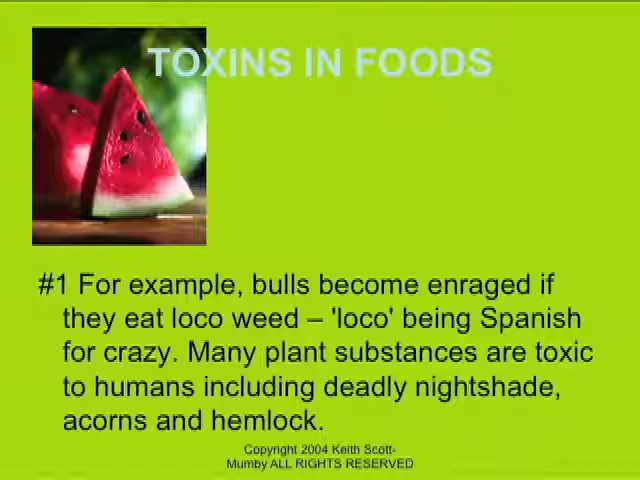 TOXINS IN FOODS
#1 For example, bulls become enraged if
they eat loco weed – 'loco' being Spanish
for crazy. Many plant substances are toxic
to humans including deadly nightshade,
acorns and hemlock.
Copyright 2004 Keith Scott-
Mumby ALL RIGHTS RESERVED